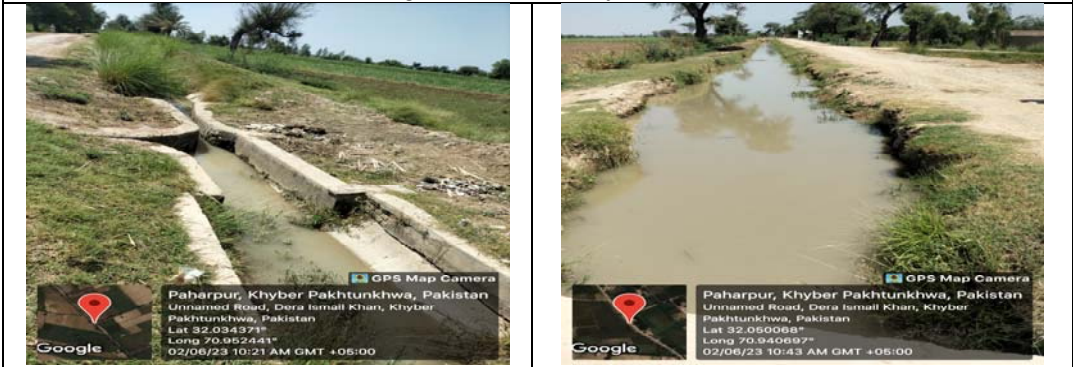 GPS Map Camera
Paharpur, Khyber Pakhtunkhwa, Pakistan
Unnamed Road, Dera Ismail Khan, Khyber
Pakhtunkhwa, Pakistan
Lat 32.034371°
Long 70.952441°
02/06/23 10:21 AM GMT +05:00
Google
GPS Map Camera
Paharpur, Khyber Pakhtunkhwa, Pakistan
Unnamed Road, Dera Ismail Khan, Khyber
Pakhtunkhwa, Pakistan
Lat 32.050068°
Long 70.940697°
02/06/23 10:43 AM GMT +05:00
Google